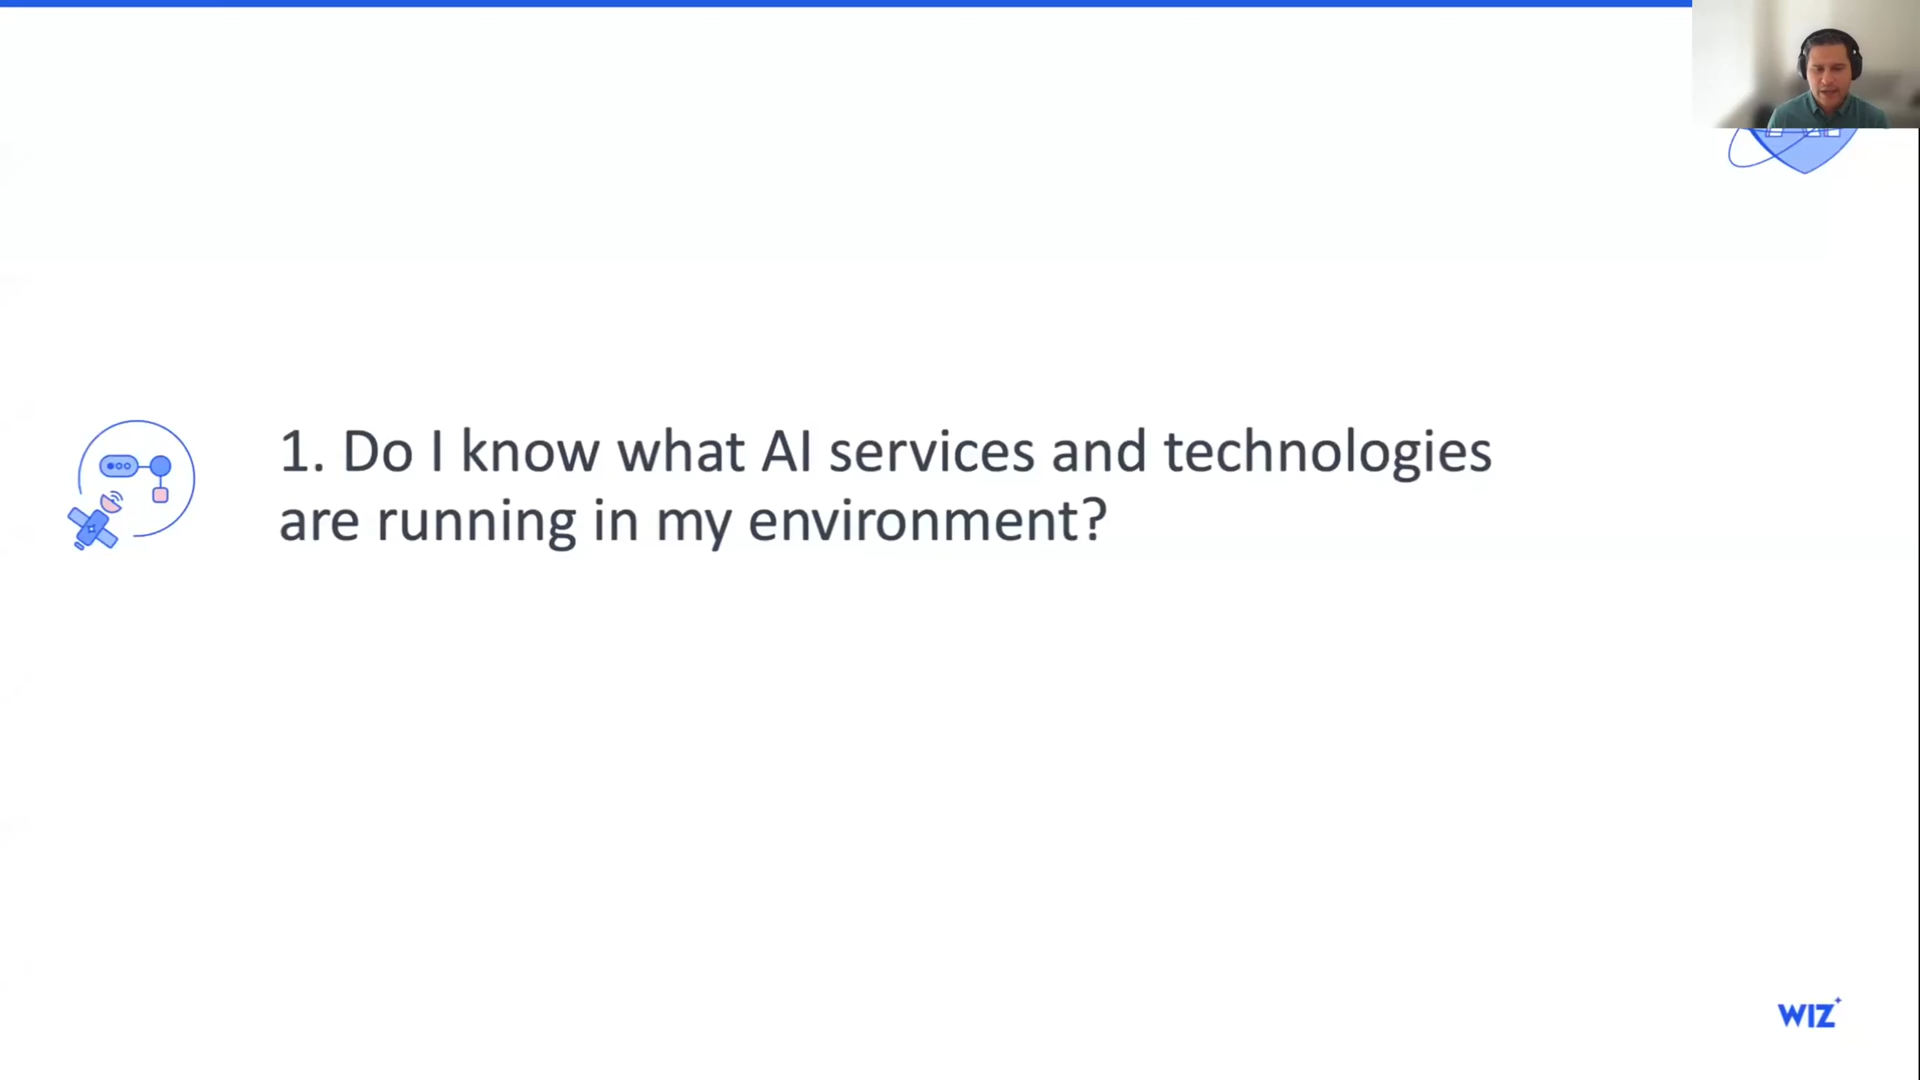 1. Do I know what AI services and technologies
are running in my environment?
WIZ